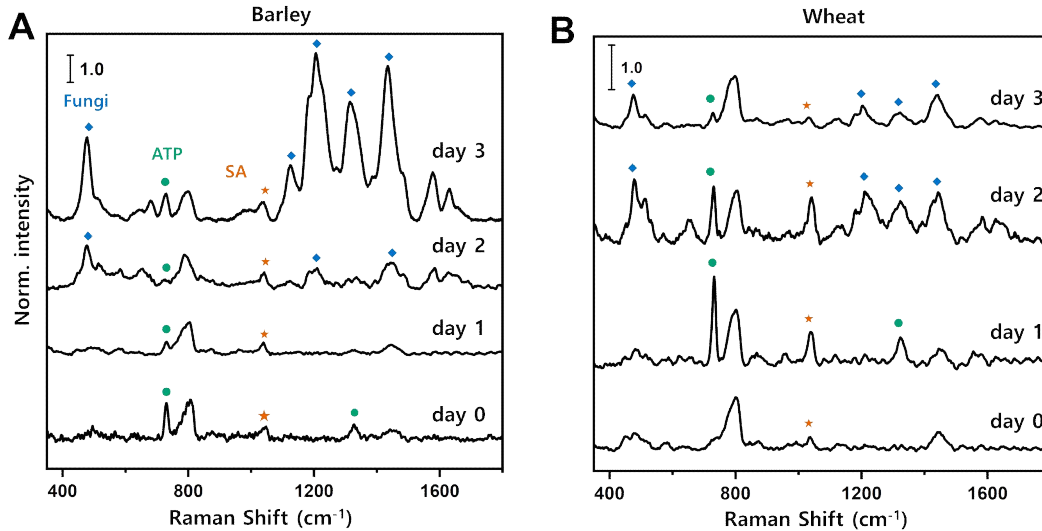 A
Barley
1.0
Fungi
ATP
SA
day 3
day 2
day 1
day 0
Norm. intensity
400 800 1200 1600
Raman Shift (cm⁻¹)
B
Wheat
1.0
day 3
day 2
day 1
day 0
400 800 1200 1600
Raman Shift (cm⁻¹)